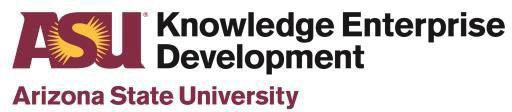 ASU Knowledge Enterprise
Development
Arizona State University